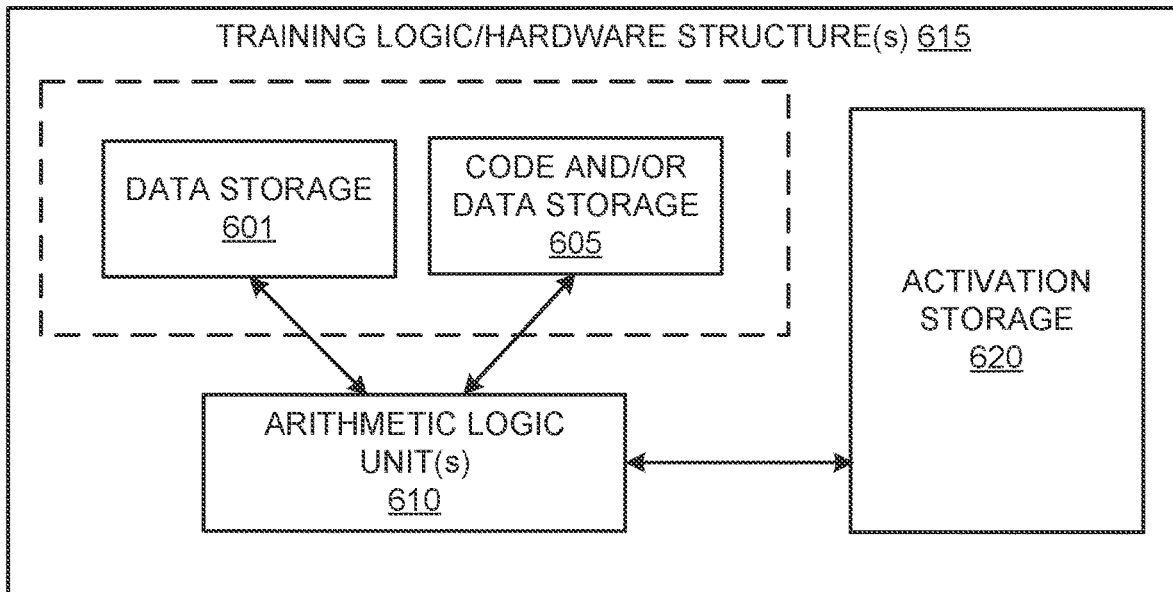 TRAINING LOGIC/HARDWARE STRUCTURE(s) 615
DATA STORAGE
601
CODE AND/OR
DATA STORAGE
605
ACTIVATION
STORAGE
620
ARITHMETIC LOGIC
UNIT(s)
610